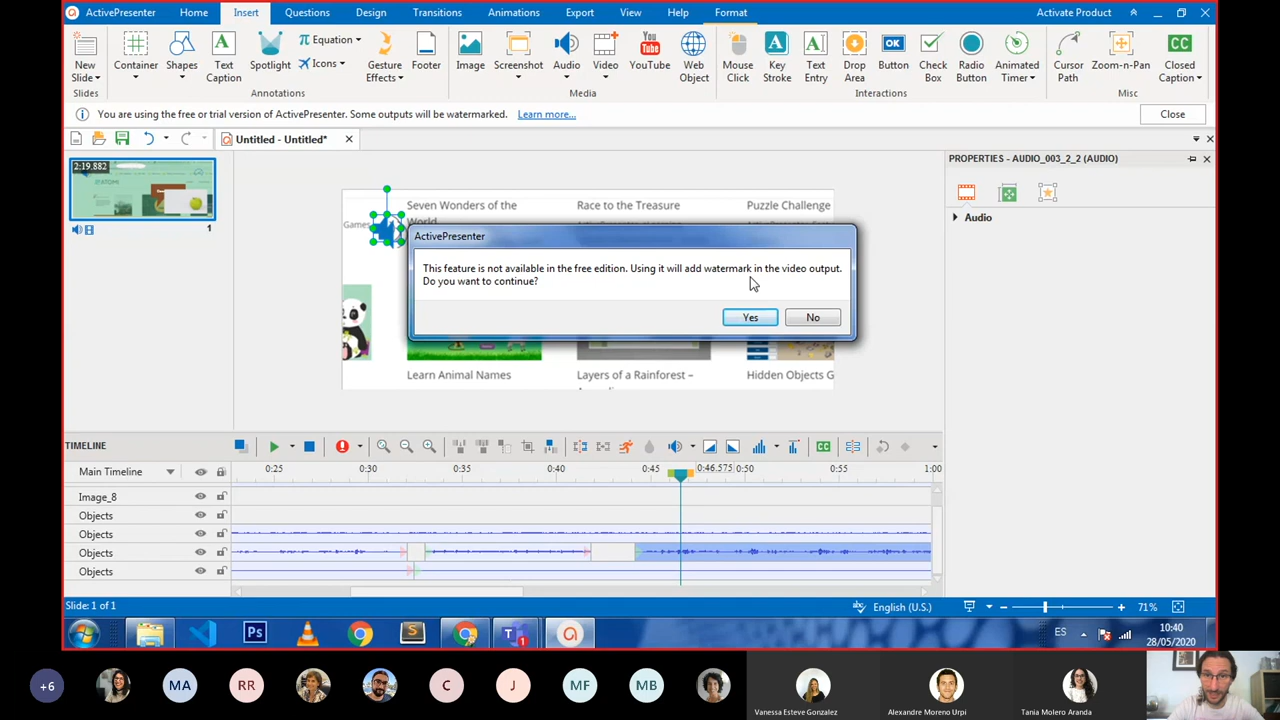 ActivePresenter Home Insert Questions Design Transitions Animations Export View Help Format Activate Product
New Slide Container Shapes Text Caption Spotlight Equation Icons Gesture Effects Footer Image Screenshot Audio Video YouTube Web Object Mouse Click Key Stroke Text Entry Drop Area Button Check Box Radio Button Animated Timer Cursor Path Zoom-n-Pan Closed Caption
Slides Annotations Media Interactions Misc
You are using the free or trial version of ActivePresenter. Some outputs will be watermarked. Learn more... Close
Untitled - Untitled*
PROPERTIES - AUDIO_003_2_2 (AUDIO)
2:19.882
Audio
1
Seven Wonders of the World Race to the Treasure Puzzle Challenge
Games
ActivePresenter
This feature is not available in the free edition. Using it will add watermark in the video output.
Do you want to continue?
Yes No
Learn Animal Names Layers of a Rainforest – Hidden Objects G
TIMELINE
Main Timeline 0:25 0:30 0:35 0:40 0:45 0:46.575 0:50 0:55 1:00
Image_8
Objects
Objects
Objects
Objects
Slide: 1 of 1 English (U.S.) 71%
Ps S T 1 ES 10:40
28/05/2020
+6 MA RR C J MF MB
Vanessa Esteve Gonzalez Alexandre Moreno Urpi Tania Molero Aranda